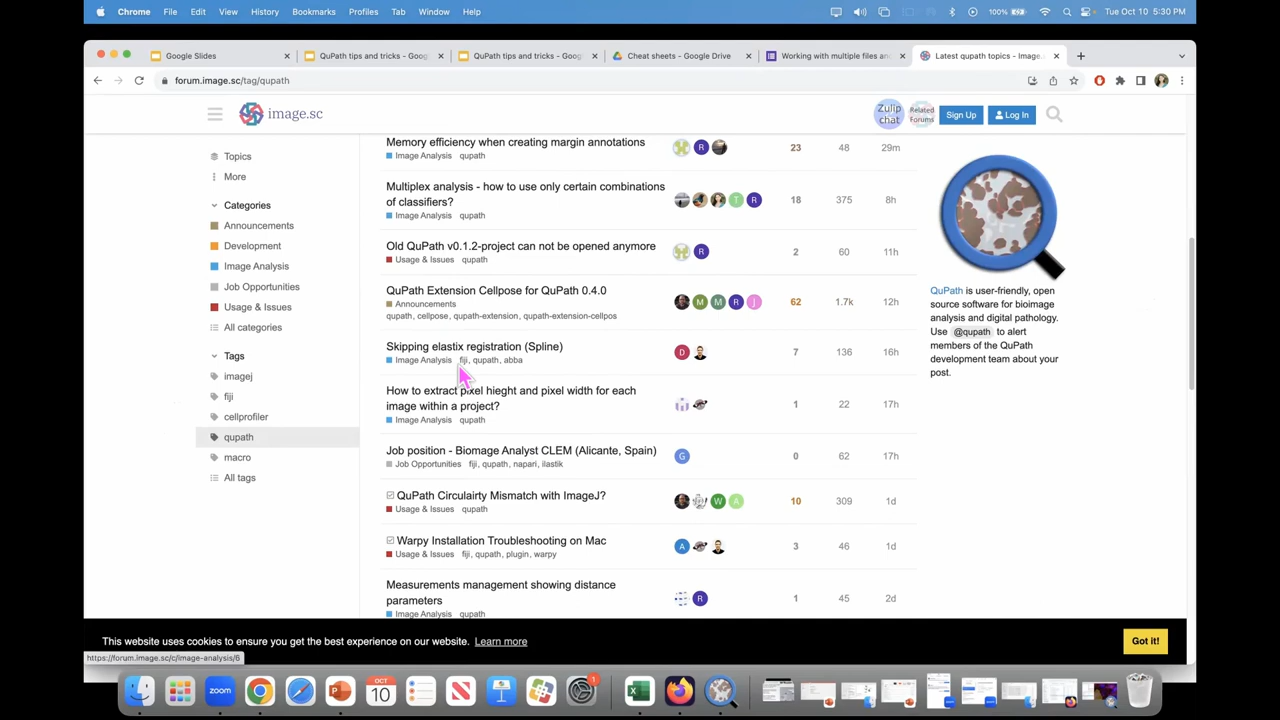 Chrome File Edit View History Bookmarks Profiles Tab Window Help 100% Tue Oct 10 5:30 PM
Google Slides QuPath tips and tricks - Goog QuPath tips and tricks - Goog Cheat sheets - Google Drive Working with multiple files an Latest qupath topics - Image.
forum.image.sc/tag/qupath
image.sc
Zulip chat
Related Forums
Sign Up
Log In
Topics
More
Categories
Announcements
Development
Image Analysis
Job Opportunities
Usage & Issues
All categories
Tags
imagej
fiji
cellprofiler
qupath
macro
All tags
Memory efficiency when creating margin annotations R 23 48 29m
Image Analysis qupath
Multiplex analysis - how to use only certain combinations
of classifiers? T R 18 375 8h
Image Analysis qupath
Old QuPath v0.1.2-project can not be opened anymore R 2 60 11h
Usage & Issues qupath
QuPath Extension Cellpose for QuPath 0.4.0 M M R j 62 1.7k 12h
Announcements
qupath, cellpose, qupath-extension, qupath-extension-cellpos
Skipping elastix registration (Spline) D 7 136 16h
Image Analysis fiji, qupath, abba
How to extract pixel hieght and pixel width for each
image within a project? 1 22 17h
Image Analysis qupath
Job position - Biomage Analyst CLEM (Alicante, Spain) G 0 62 17h
Job Opportunities fiji, qupath, napari, ilastik
QuPath Circulairty Mismatch with ImageJ? W A 10 309 1d
Usage & Issues qupath
Warpy Installation Troubleshooting on Mac A 3 46 1d
Usage & Issues fiji, qupath, plugin, warpy
Measurements management showing distance
parameters R 1 45 2d
Image Analysis qupath
QuPath is user-friendly, open
source software for bioimage
analysis and digital pathology.
Use @qupath to alert
members of the QuPath
development team about your
post.
This website uses cookies to ensure you get the best experience on our website. Learn more Got it!
https://forum.image.sc/c/image-analysis/6
zoom
OCT
10
1